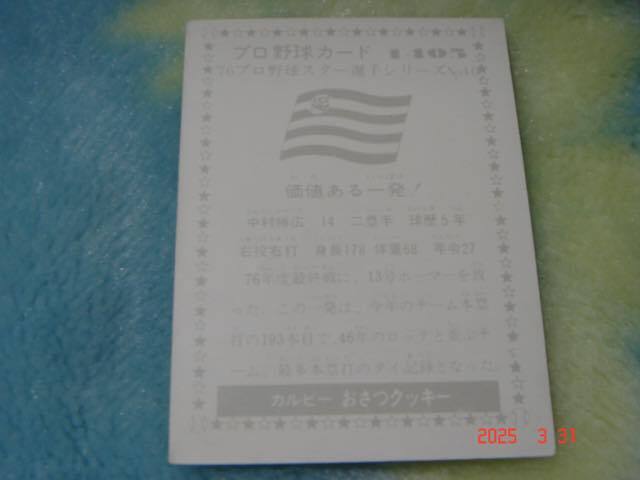 プロ野球カード
'76プロ野球スター選手シリーズ
価値ある一発!
中村勝広 14 二塁手 球歴5年
右投右打 身長178 体重68 年令27
76年度最終戦に、13号ホーマーを放
った。この一発は、今年のチーム本塁
打の193本目で、46年のロッテと並ぶチ
ーム、最多本塁打のタイ記録となった。
カルビー おさつクッキー
2025 3 31